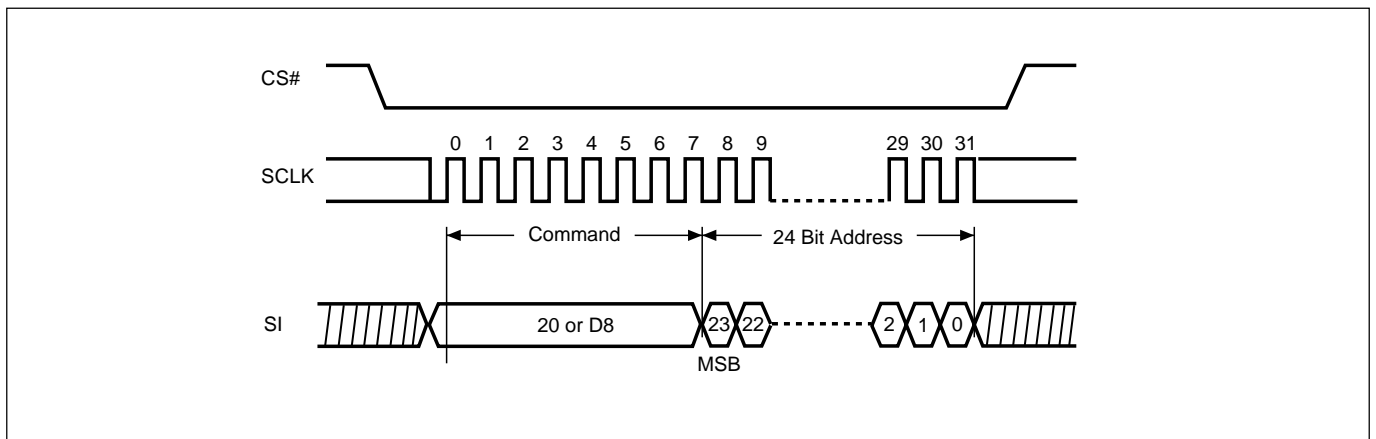 CS#
0 1 2 3 4 5 6 7 8 9 29 30 31
SCLK
Command 24 Bit Address
SI 20 or D8 23 22 2 1 0
MSB